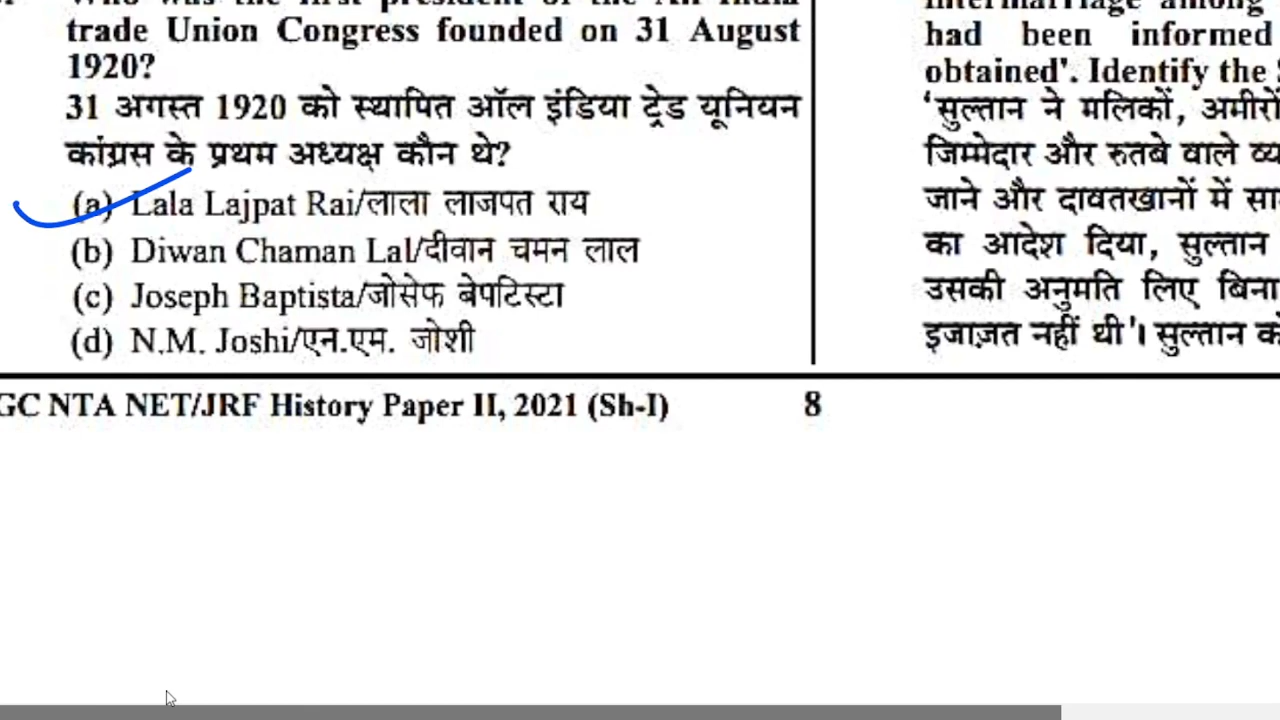 trade Union Congress founded on 31 August
1920?
31 अगस्त 1920 को स्थापित ऑल इंडिया ट्रेड यूनियन
कांग्रस के प्रथम अध्यक्ष कौन थे?
(a) Lala Lajpat Rai/लाला लाजपत राय
(b) Diwan Chaman Lal/दीवान चमन लाल
(c) Joseph Baptista/जोसेफ बेपटिस्टा
(d) N.M. Joshi/एन.एम. जोशी
intermarriage among
had been informed
obtained'. Identify the
'सुल्तान ने मलिकों, अमीरों
जिम्मेदार और रुतबे वाले
जाने और दावतखानों में
का आदेश दिया, सुल्तान
उसकी अनुमति लिए बिना
इजाज़त नहीं थी'। सुल्तान
GC NTA NET/JRF History Paper II, 2021 (Sh-I) 8